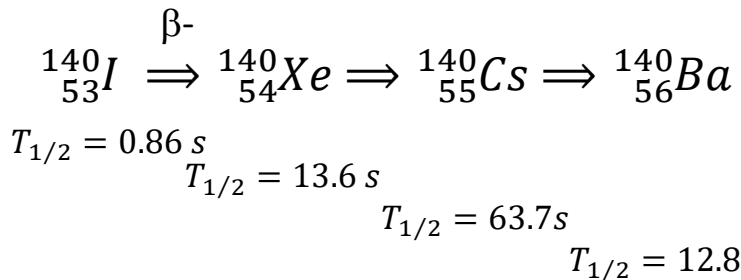 β-
¹⁴⁰₅₃I ⟹ ¹⁴⁰₅₄Xe ⟹ ¹⁴⁰₅₅Cs ⟹ ¹⁴⁰₅₆Ba
T₁/₂ = 0.86 s
T₁/₂ = 13.6 s
T₁/₂ = 63.7s
T₁/₂ = 12.8